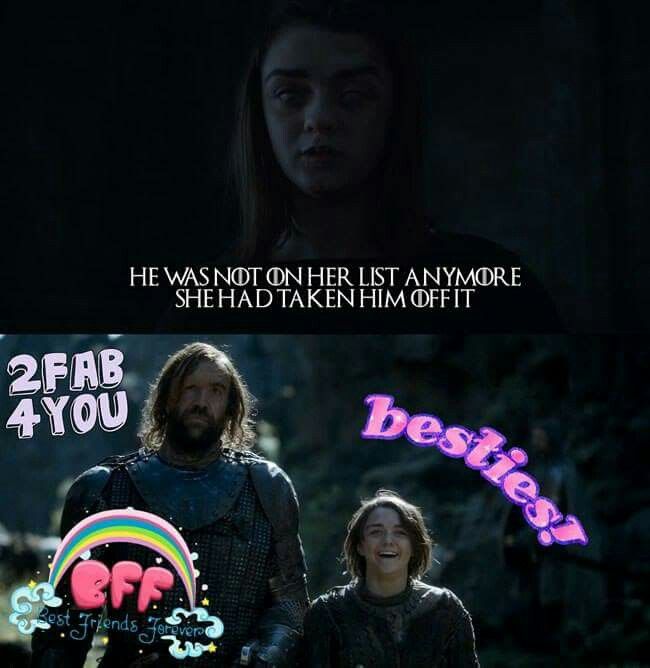 HE WAS NOT ON HER LIST ANYMORE
SHE HAD TAKEN HIM OFF IT
2FAB
4YOU
besties!
BFF
Best Friends Forever